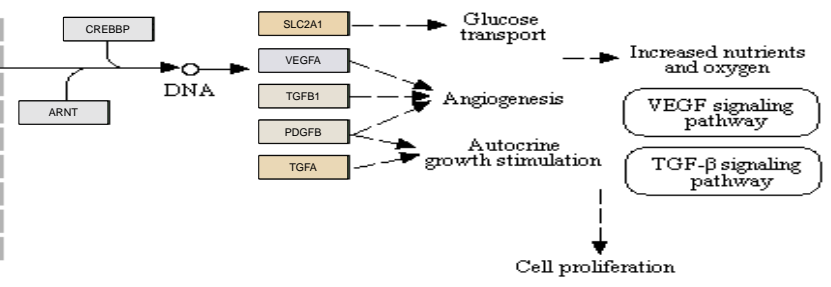 CREBBP
ARNT
DNA
SLC2A1
VEGFA
TGFB1
PDGFB
TGFA
Glucose
transport
Angiogenesis
Autocrine
growth stimulation
Increased nutrients
and oxygen
VEGF signaling
pathway
TGF-β signaling
pathway
Cell proliferation